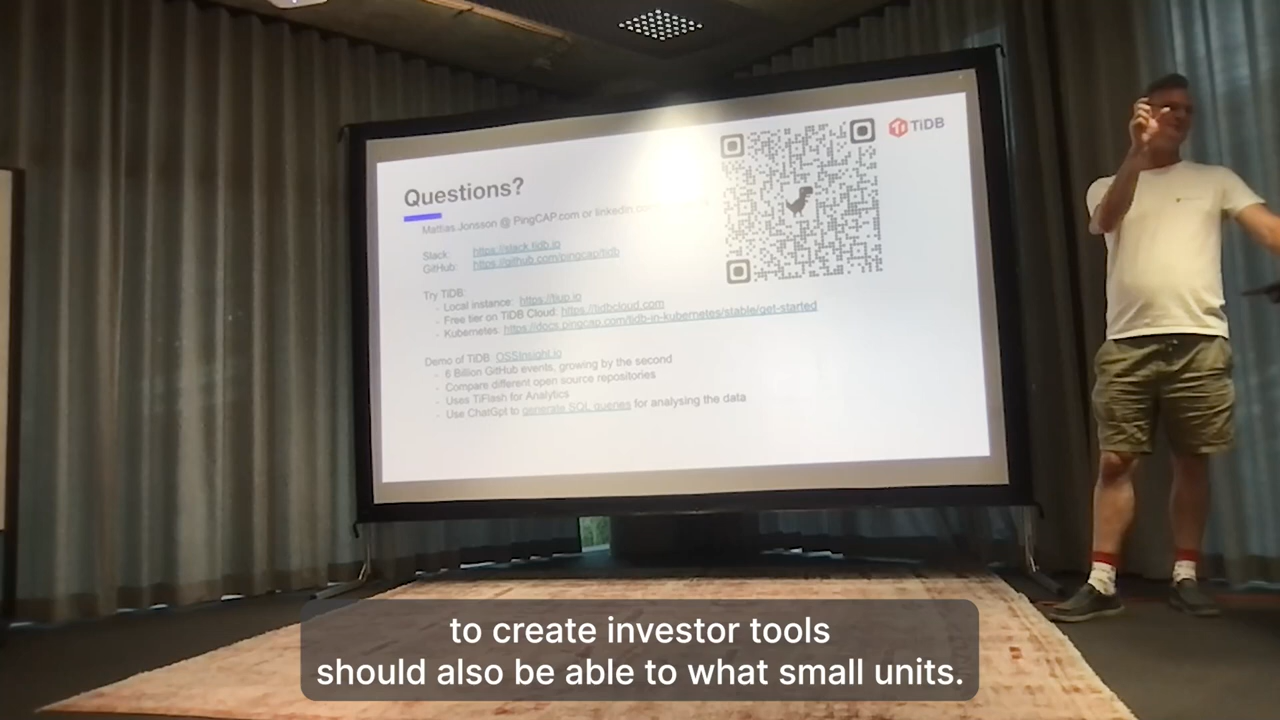 TiDB
Questions?
Mattias.Jonsson @ PingCAP.com or linkedin.com
Slack: https://slack.tidb.io
GitHub: https://github.com/pingcap/tidb
Try TiDB:
- Local instance: https://tiup.io
- Free tier on TiDB Cloud: https://tidbcloud.com
- Kubernetes: https://docs.pingcap.com/tidb-in-kubernetes/stable/get-started
Demo of TiDB: OSSInsight.io
- 6 Billion GitHub events, growing by the second
- Compare different open source repositories
- Uses TiFlash for Analytics
- Use ChatGpt to generate SQL queries for analysing the data
to create investor tools
should also be able to what small units.